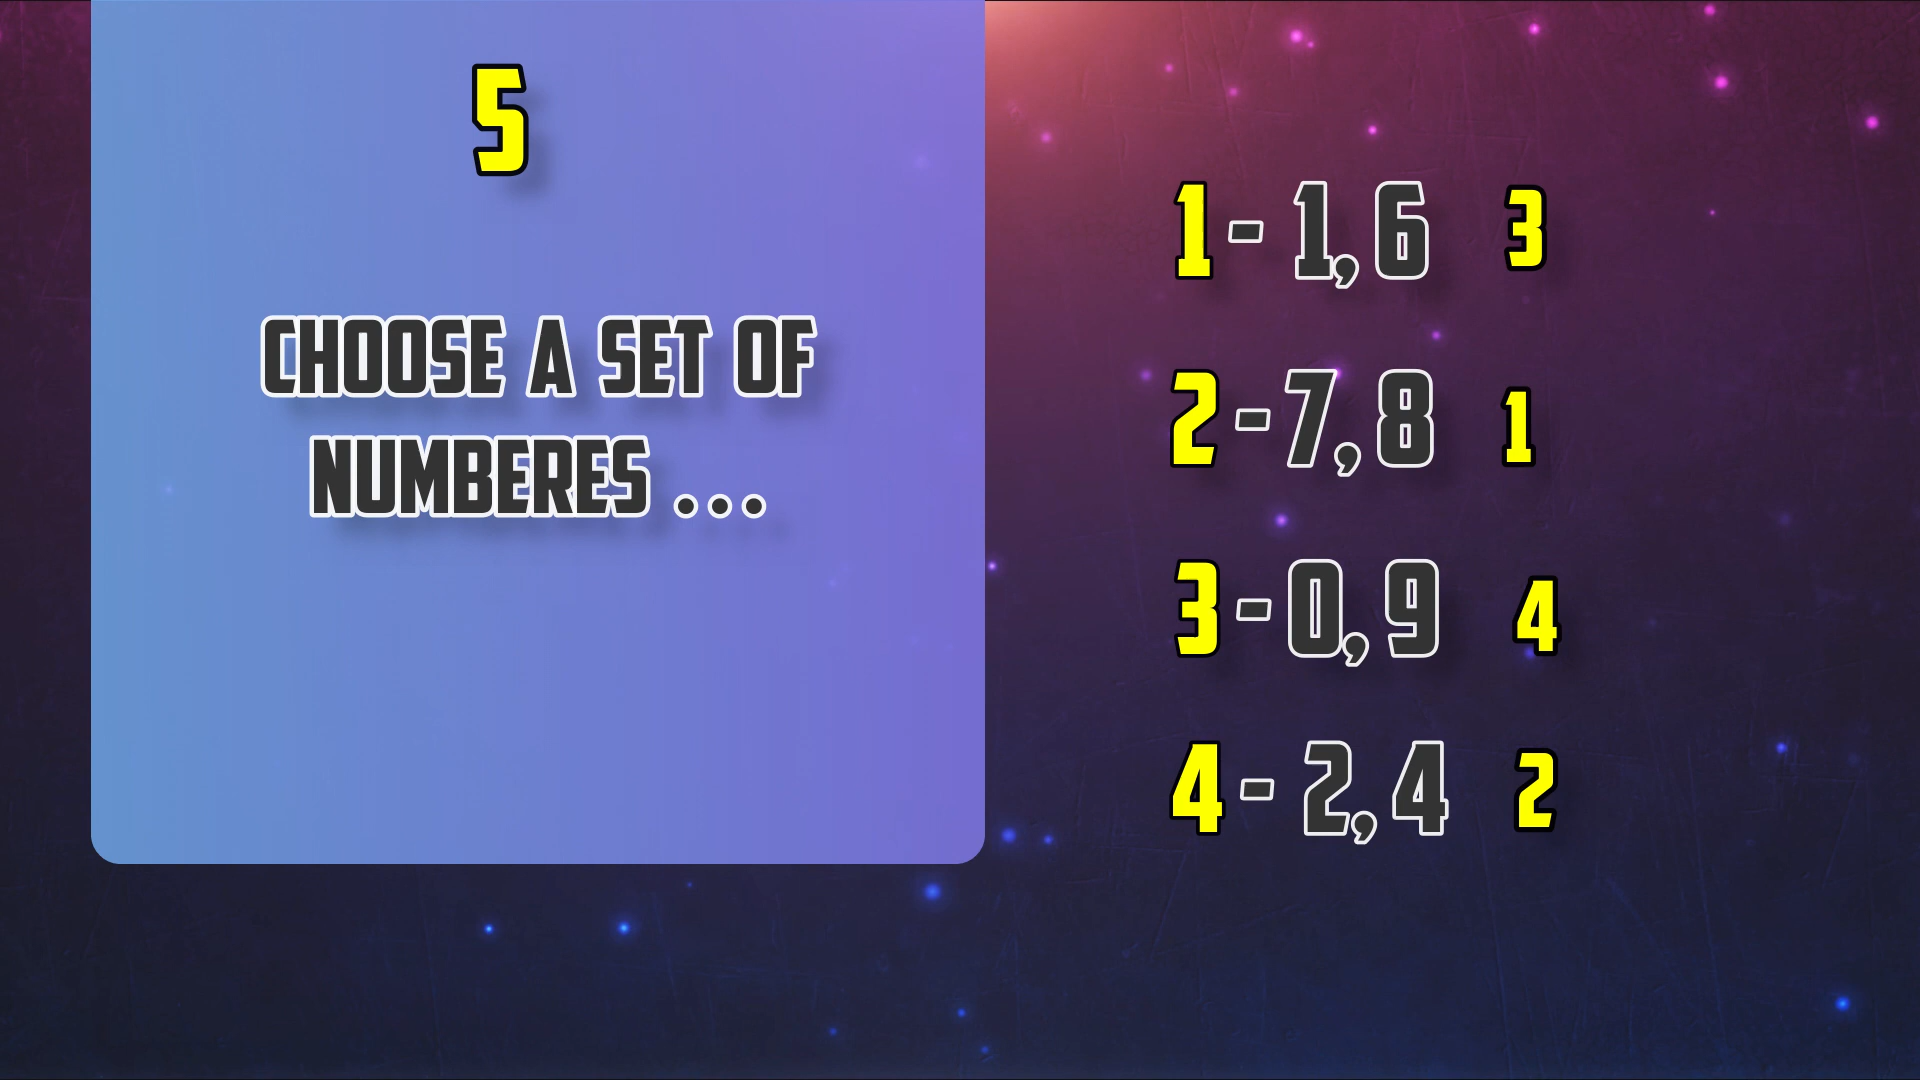 5
CHOOSE A SET OF
NUMBERES ...
1 - 1, 6 3
2 - 7, 8 1
3 - 0, 9 4
4 - 2, 4 2